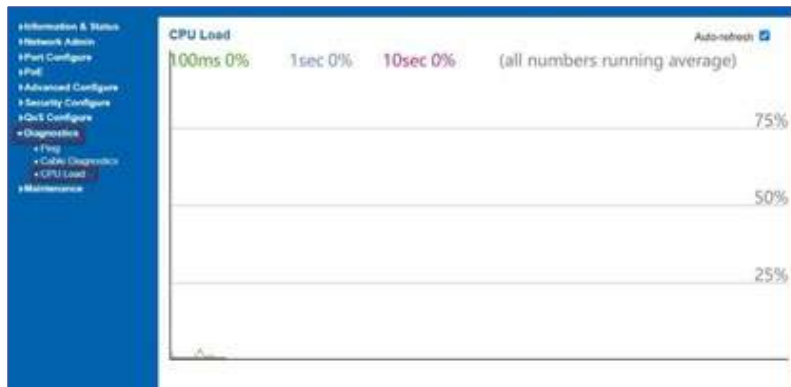 Information & Status
Network Admin
Port Configure
PoE
Advanced Configure
Security Configure
QoS Configure
Diagnostics
Ping
Cable Diagnostics
CPU Load
Maintenance
CPU Load
Auto-refresh
100ms 0% 1sec 0% 10sec 0% (all numbers running average)
75%
50%
25%